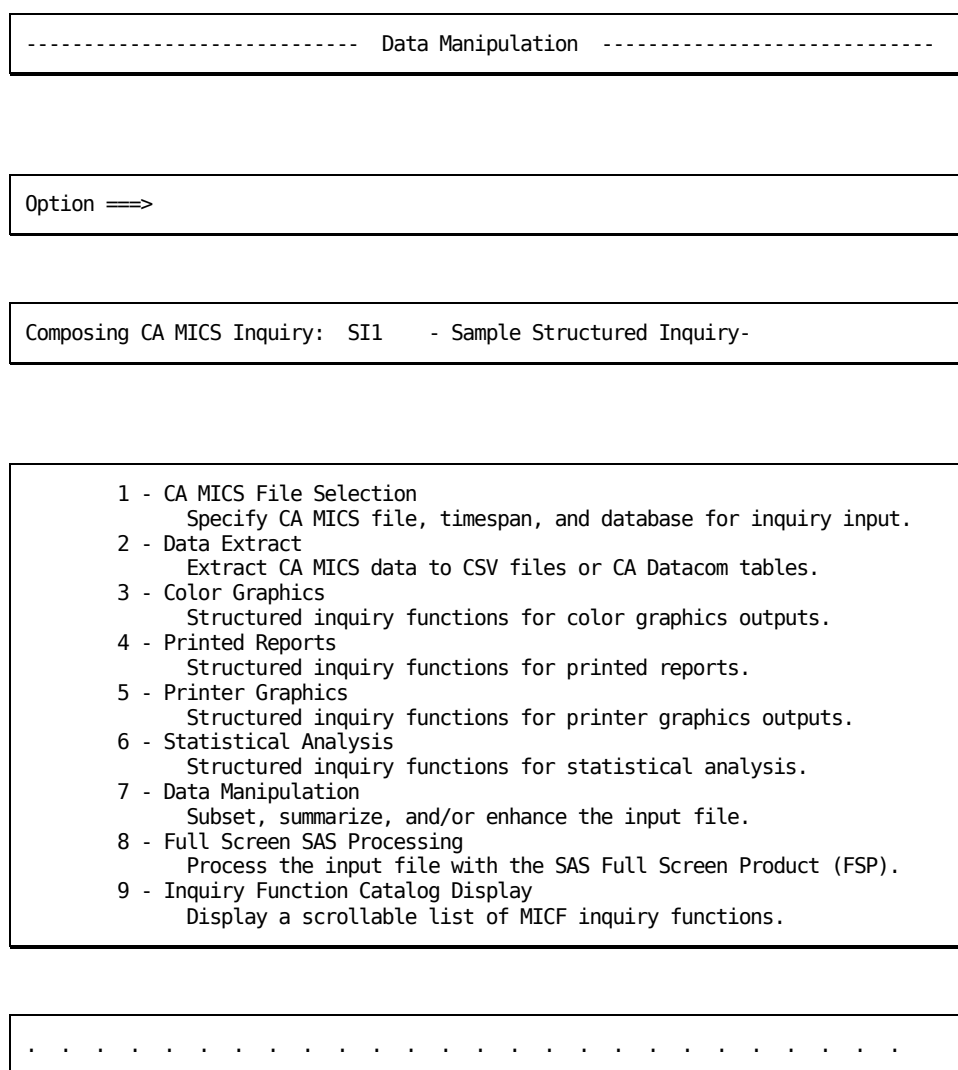 ----------------------------- Data Manipulation -----------------------------
Option ===>
Composing CA MICS Inquiry: SI1 - Sample Structured Inquiry-
1 - CA MICS File Selection
Specify CA MICS file, timespan, and database for inquiry input.
2 - Data Extract
Extract CA MICS data to CSV files or CA Datacom tables.
3 - Color Graphics
Structured inquiry functions for color graphics outputs.
4 - Printed Reports
Structured inquiry functions for printed reports.
5 - Printer Graphics
Structured inquiry functions for printer graphics outputs.
6 - Statistical Analysis
Structured inquiry functions for statistical analysis.
7 - Data Manipulation
Subset, summarize, and/or enhance the input file.
8 - Full Screen SAS Processing
Process the input file with the SAS Full Screen Product (FSP).
9 - Inquiry Function Catalog Display
Display a scrollable list of MICF inquiry functions.
. . . . . . . . . . . . . . . . . . . . . . . . . .